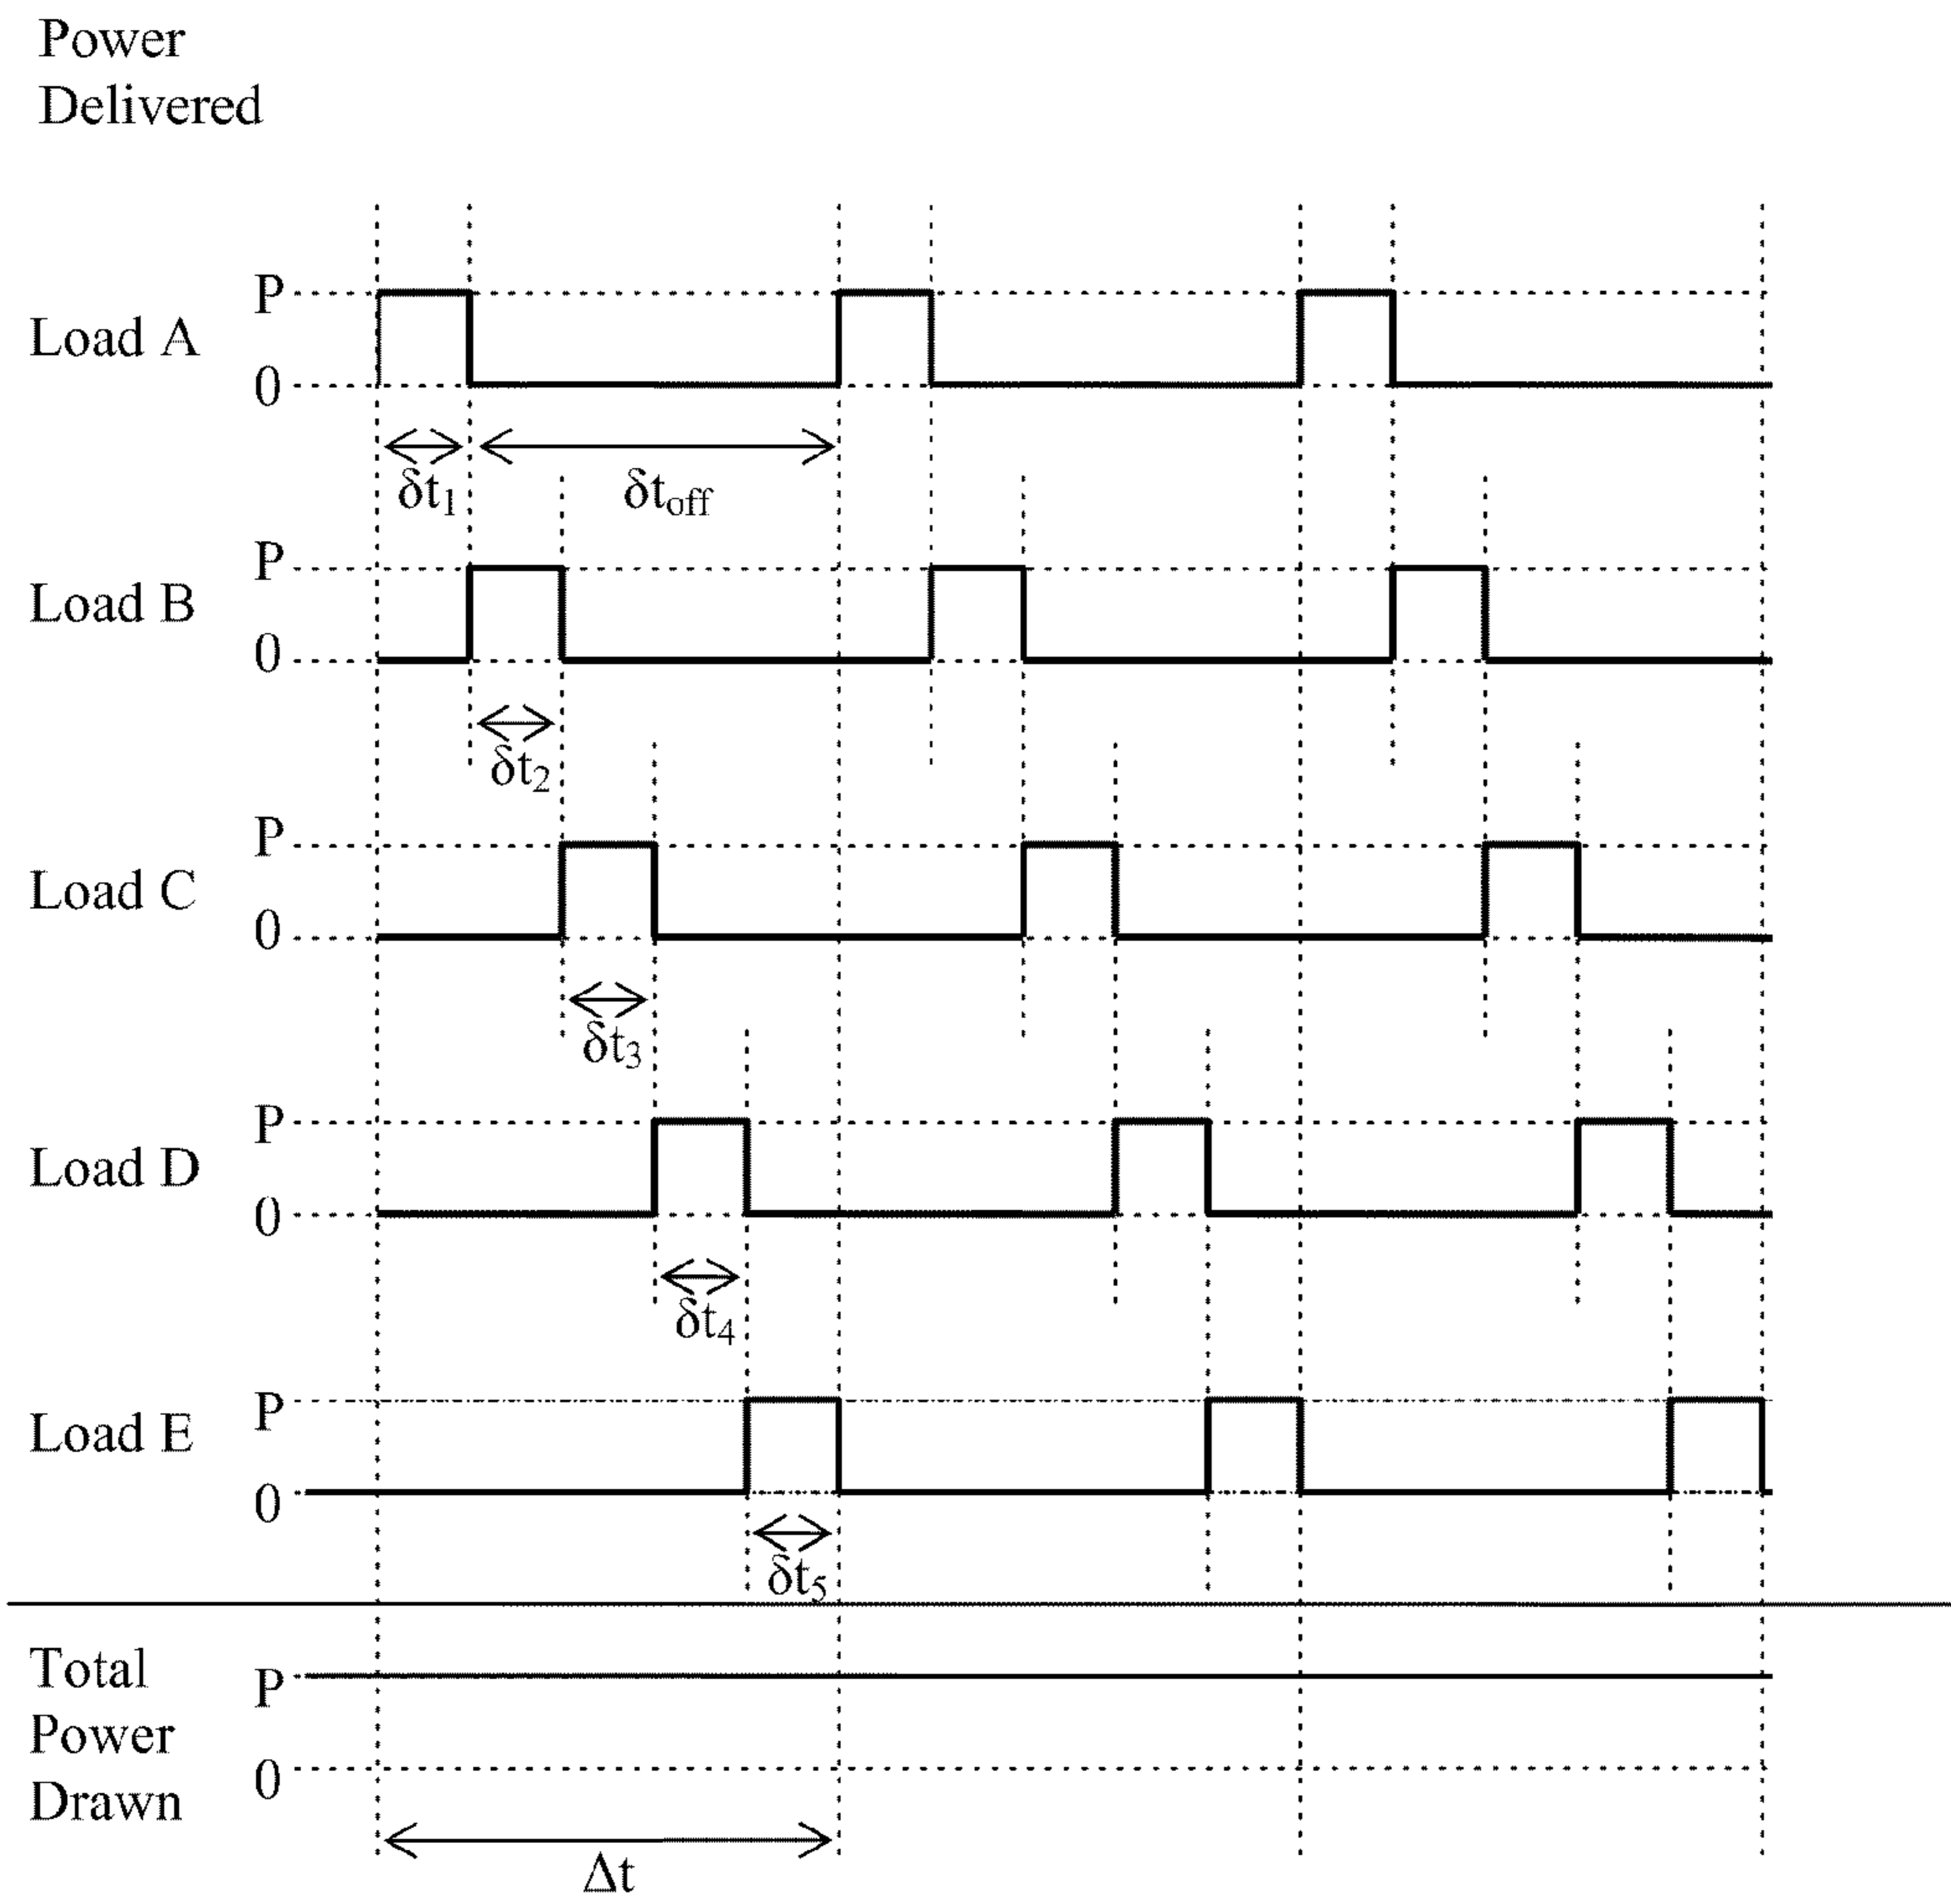 Power
Delivered
P
Load A
0
δt₁
δt_off
P
Load B
0
δt₂
P
Load C
0
δt₃
P
Load D
0
δt₄
P
Load E
0
δt₅
Total
P
Power
0
Drawn
Δt